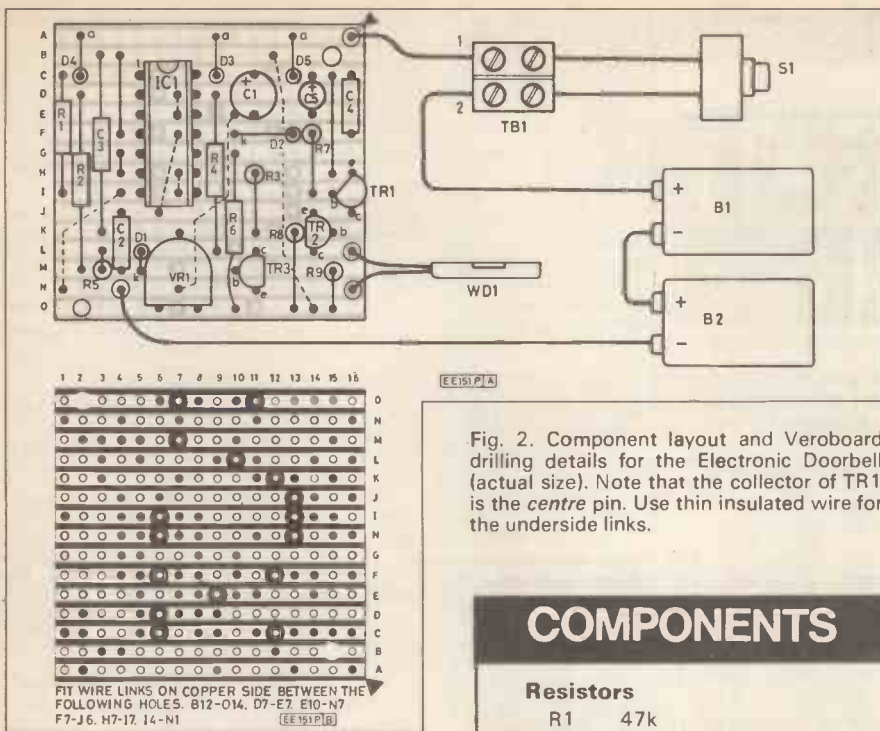 A
B
C
D
E
F
G
H
I
J
K
L
M
N
O
a a a
D4 D3 D5
1
IC1
C1
C5
C4
R1
R2
C3
R4
k D2 R7
R3
e
b
c
TR1
R6
C2
D1
k
R5
VR1
R8
e
TR2
b
c
c
TR3
b
e
R9
1
2
TB1
S1
+
B1
-
+
B2
-
WD1
EE151P A
1 2 3 4 5 6 7 8 9 10 11 12 13 14 15 16
O
N
M
L
K
J
I
N
G
F
E
D
C
B
A
FIT WIRE LINKS ON COPPER SIDE BETWEEN THE
FOLLOWING HOLES. B12-O14, D7-E7, E10-N7
F7-J6, H7-I7, I4-N1
EE151P B
Fig. 2. Component layout and Veroboard
drilling details for the Electronic Doorbell
(actual size). Note that the collector of TR1
is the centre pin. Use thin insulated wire for
the underside links.
COMPONENTS
Resistors
R1 47k